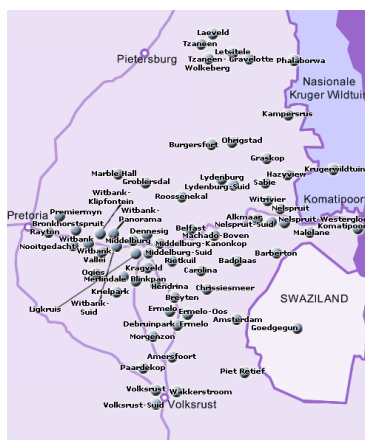 Laeveld
Tzaneen
Letsitele
Pietersburg
Tzaneen-
Wolkeberg
Gravelotte
Phalaborwa
Nasionale
Kruger Wildtuin
Kampersrus
Burgersfort
Ohrigstad
Graskop
Marble Hall
Groblersdal
Lydenburg
Lydenburg-Suid
Hazyview
Sabie
Krugerwildtuin
Witbank-
Klipfontein
Roossenekal
Witrivier
Nelspruit
Komatipoort
Pretoria
Premiermyn
Witbank-
Panorama
Bronkhorstspruit
Rayton
Alkmaar
Nelspruit-Suid
Nelspruit-Westergloor
Malelane
Komatipoort
Nooitgedacht
Witbank
Middelburg
Dennesig
Belfast
Machado-Boven
Middelburg-Kanonkop
Witbank-
Vallei
Middelburg-Suid
Barberton
Ogies
Kragveld
Rietkuil
Badplaas
Merlindale
Blinkpan
Carolina
Hendrina
Chrissiesmeer
Krielpark
Breyten
SWAZILAND
Ligkruis
Witbank-
Suid
Ermelo
Ermelo-Oos
Debruinpark
Ermelo
Amsterdam
Goedgegun
Morgenzon
Amersfoort
Paardekop
Piet Retief
Volksrust
Wakkerstroom
Volksrust-Suid
Volksrust